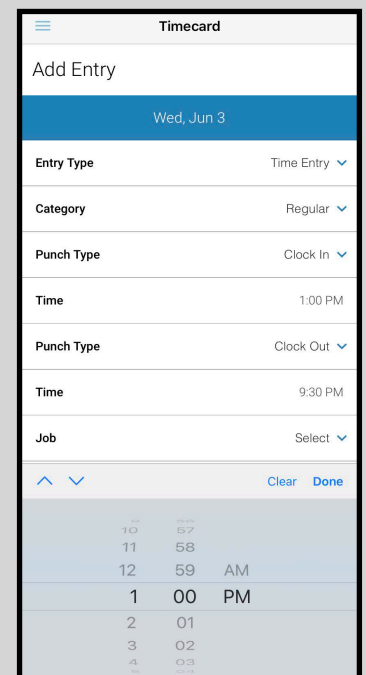 Timecard
Add Entry
Wed, Jun 3
Entry Type Time Entry
Category Regular
Punch Type Clock In
Time 1:00 PM
Punch Type Clock Out
Time 9:30 PM
Job Select
Clear Done
10 57
11 58
12 59 AM
1 00 PM
2 01
3 02
4 03